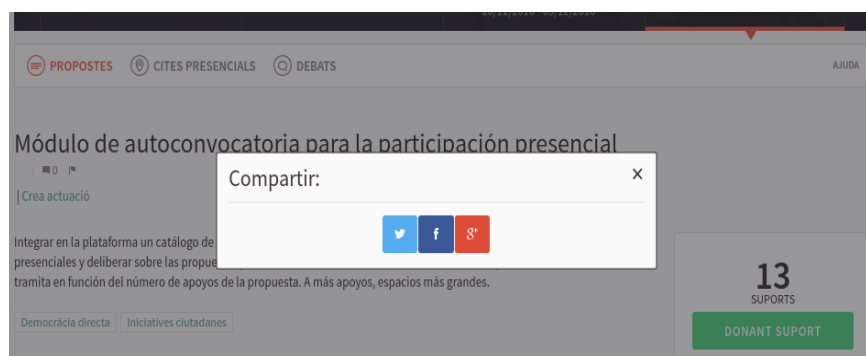 PROPOSTES CITES PRESENCIALS DEBATS AJUDA
Módulo de autoconvocatoria para la participación presencial
0
Compartir:
| Crea actuació
Integrar en la plataforma un catálogo de
presenciales y deliberar sobre las propue
tramita en función del número de apoyos de la propuesta. A más apoyos, espacios más grandes.
13
SUPORTS
Democràcia directa Iniciatives ciutadanes
DONANT SUPORT